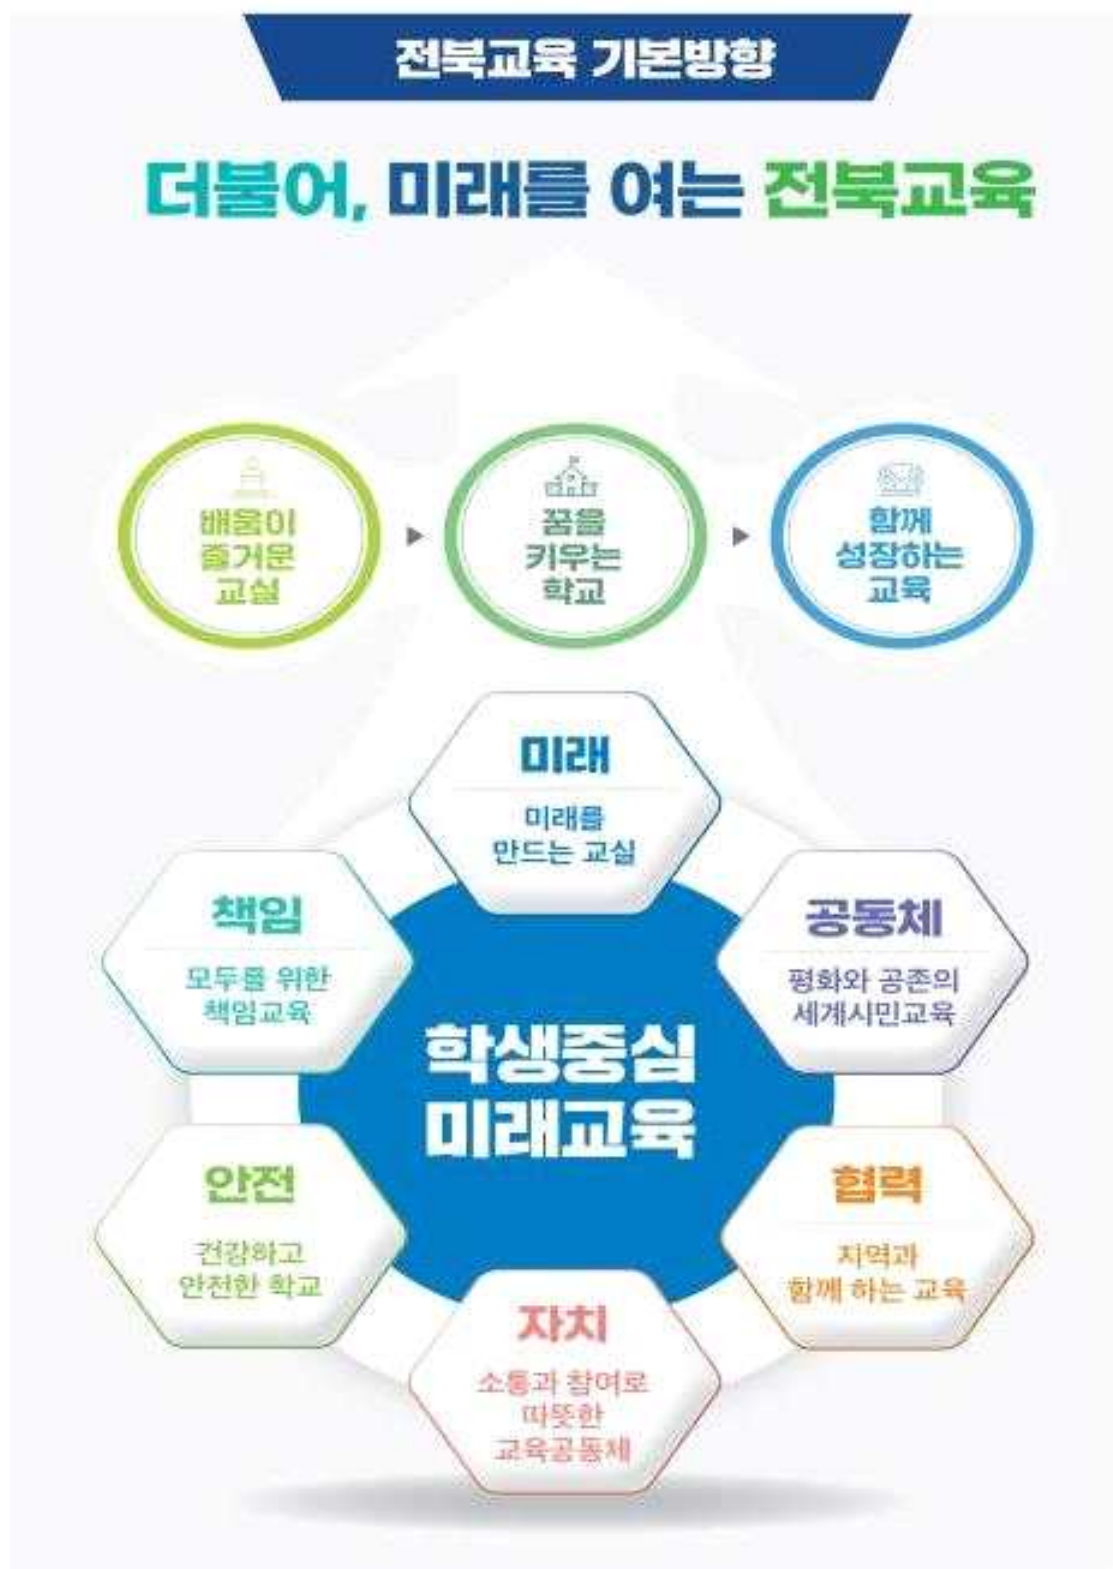 전북교육 기본방향
더불어, 미래를 여는 전북교육
배움이
즐거운
교실
꿈을
키우는
학교
함께
성장하는
교육
미래
미래를
만드는 교실
책임
모두를 위한
책임교육
공동체
평화와 공존의
세계시민교육
학생중심
미래교육
안전
건강하고
안전한 학교
협력
지역과
함께 하는 교육
자치
소통과 참여로
따뜻한
교육공동체